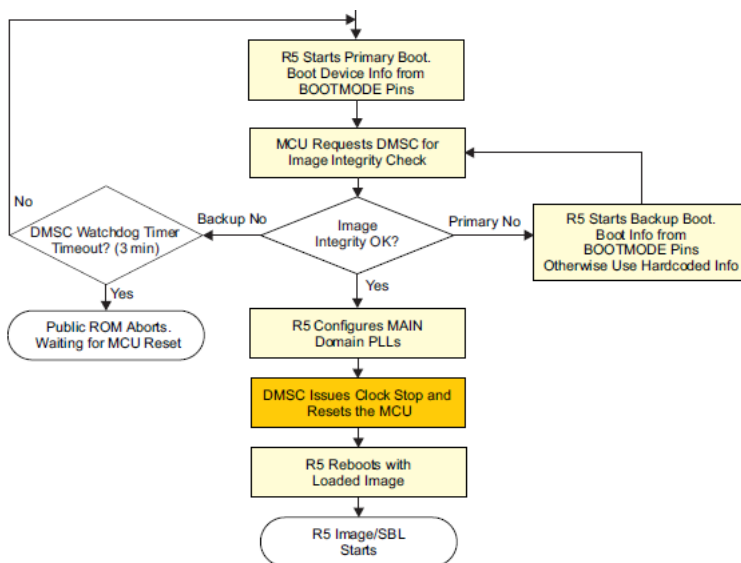 R5 Starts Primary Boot.
Boot Device Info from
BOOTMODE Pins
MCU Requests DMSC for
Image Integrity Check
No
DMSC Watchdog Timer
Timeout? (3 min)
Backup No
Image
Integrity OK?
Primary No
R5 Starts Backup Boot.
Boot Info from
BOOTMODE Pins
Otherwise Use Hardcoded Info
Yes
Public ROM Aborts.
Waiting for MCU Reset
Yes
R5 Configures MAIN
Domain PLLs
DMSC Issues Clock Stop and
Resets the MCU
R5 Reboots with
Loaded Image
R5 Image/SBL
Starts